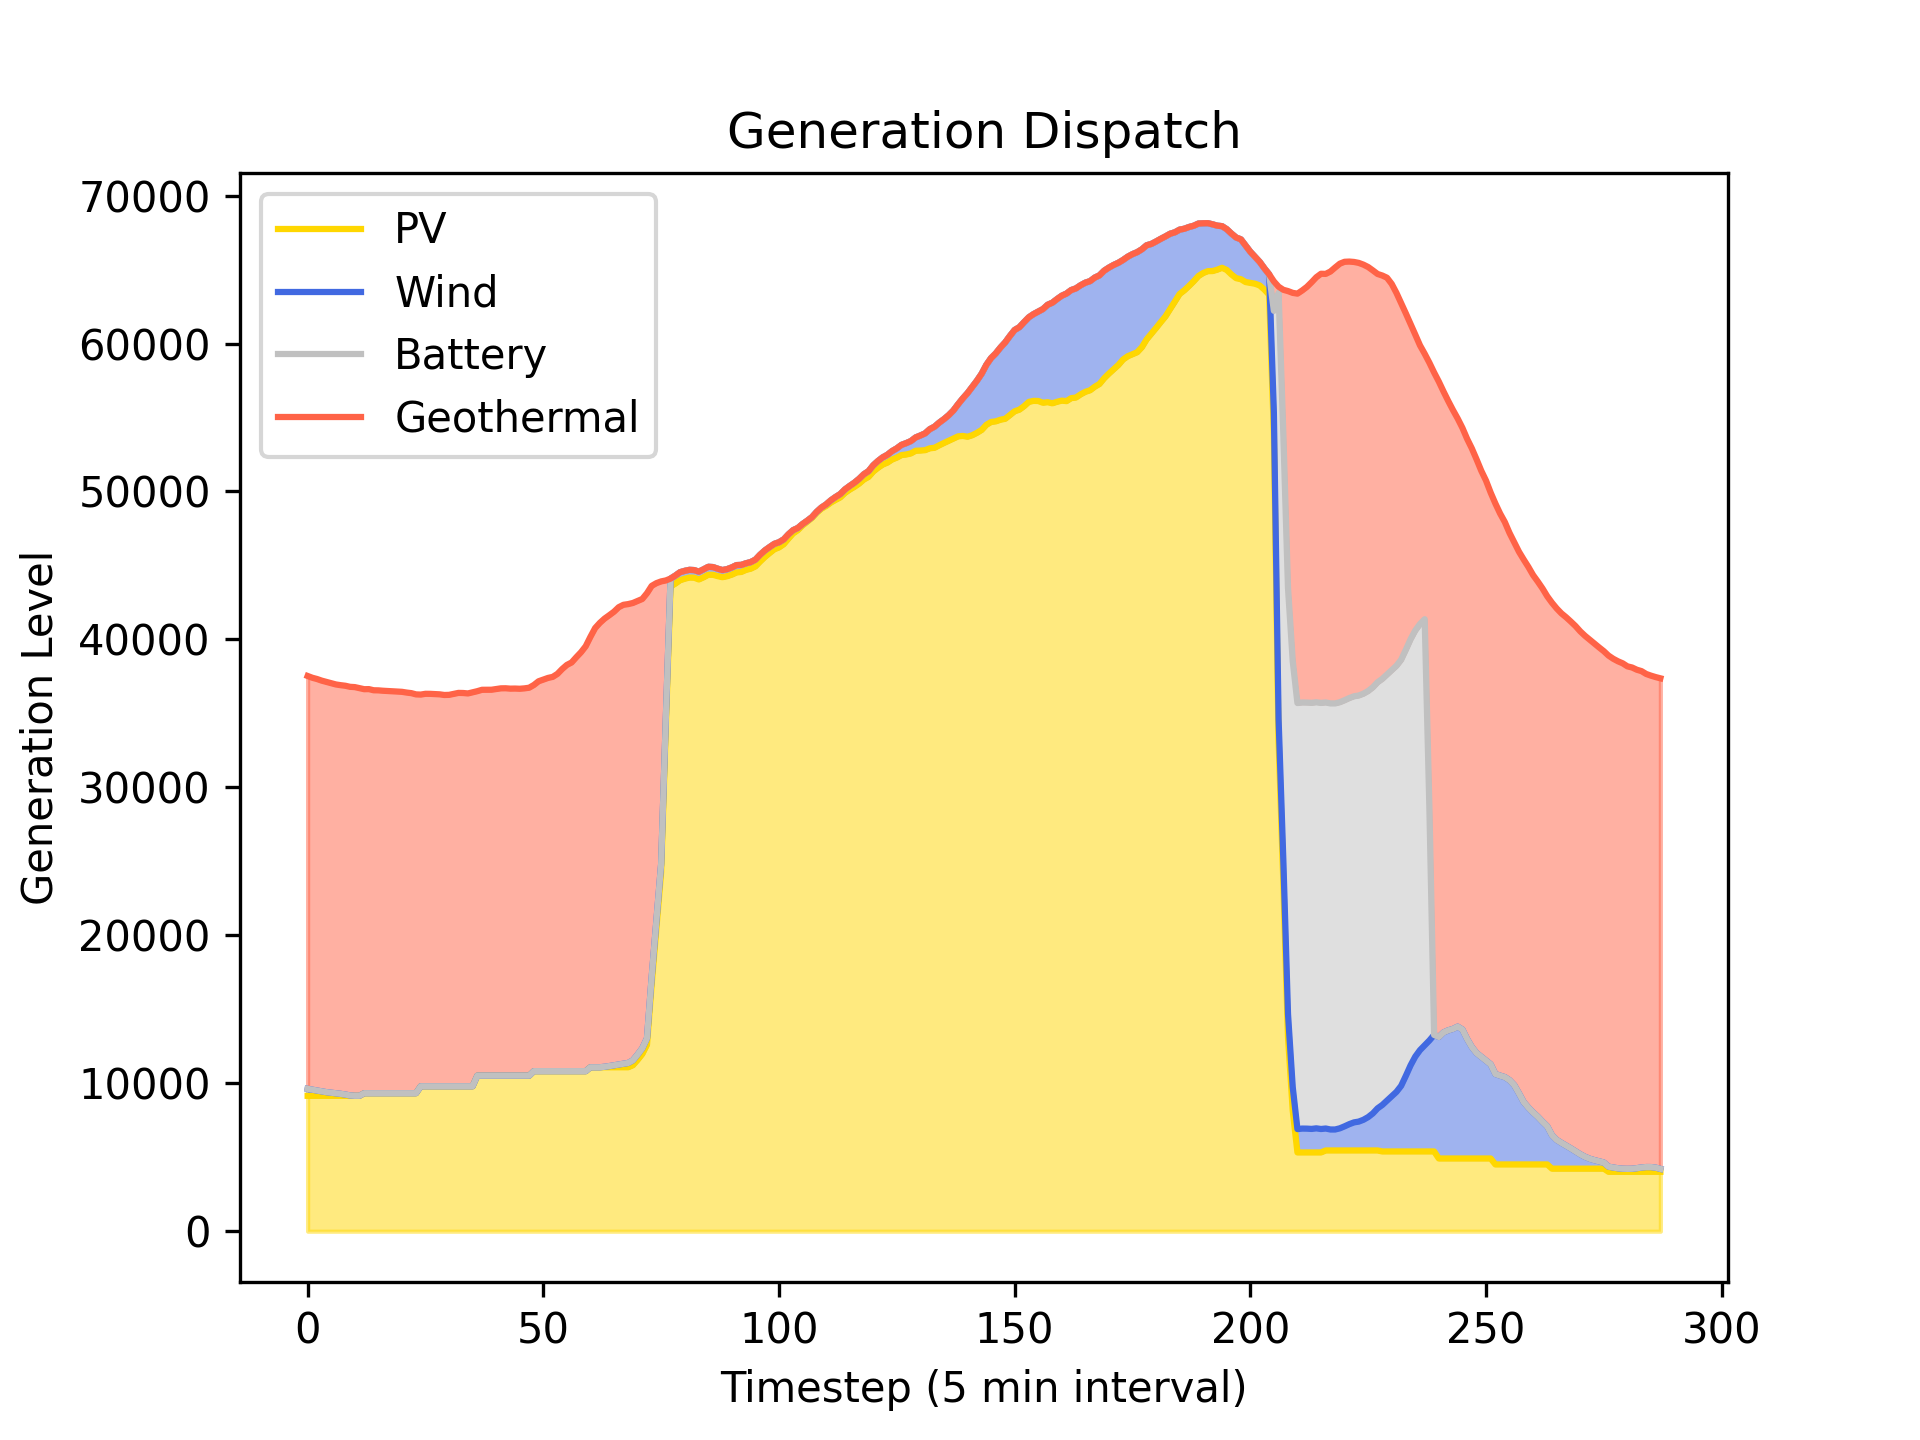 Generation Dispatch
70000
60000
50000
40000
30000
20000
10000
0
Generation Level
PV
Wind
Battery
Geothermal
0 50 100 150 200 250 300
Timestep (5 min interval)